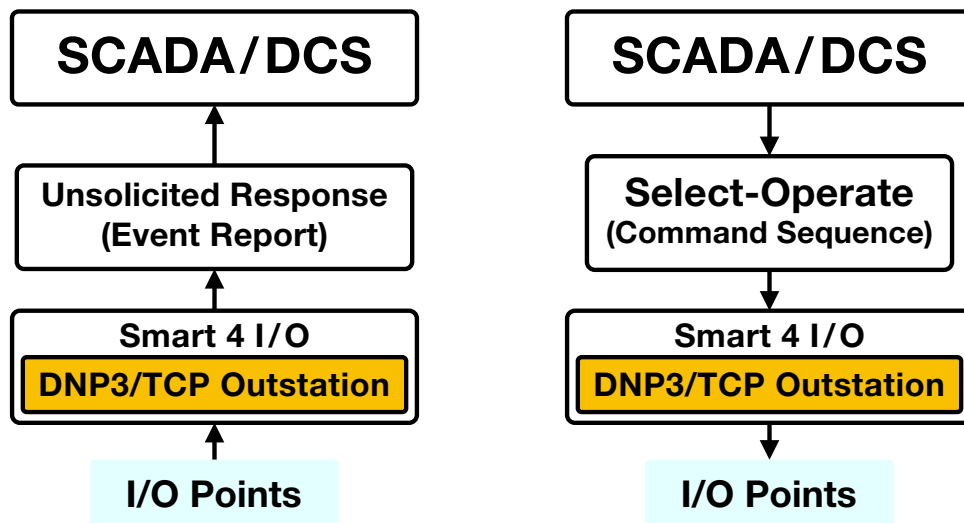 SCADA/DCS
Unsolicited Response
(Event Report)
Smart 4 I/O
DNP3/TCP Outstation
I/O Points
SCADA/DCS
Select-Operate
(Command Sequence)
Smart 4 I/O
DNP3/TCP Outstation
I/O Points